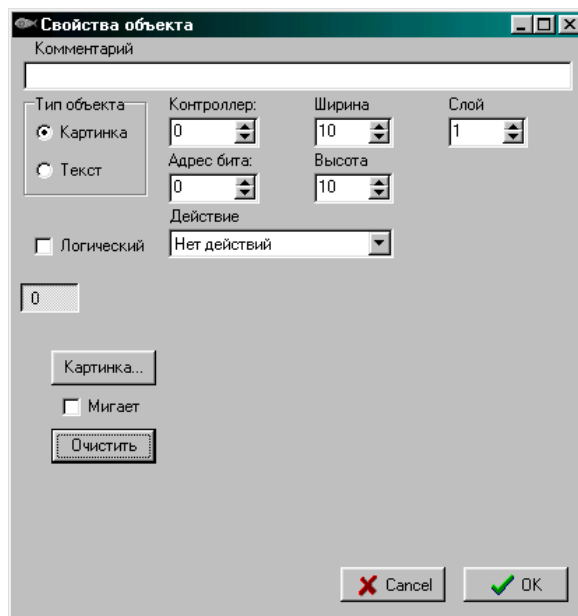 Свойства объекта
Комментарий
Тип объекта
Картинка
Текст
Контроллер:
0
Ширина
10
Слой
1
Адрес бита:
0
Высота
10
Действие
Логический
Нет действий
0
Картинка...
Мигает
Очистить
Cancel
OK